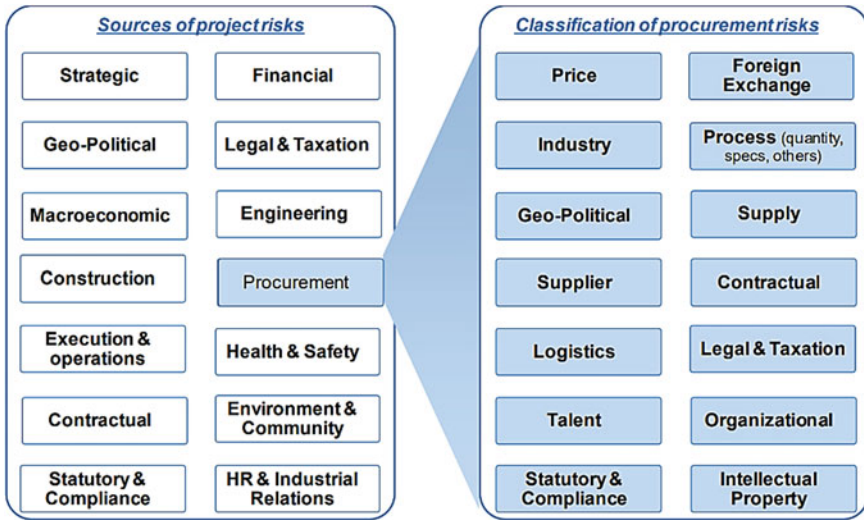 Sources of project risks
Strategic
Financial
Geo-Political
Legal & Taxation
Macroeconomic
Engineering
Construction
Procurement
Execution &
operations
Health & Safety
Contractual
Environment &
Community
Statutory &
Compliance
HR & Industrial
Relations
Classification of procurement risks
Price
Foreign
Exchange
Industry
Process (quantity,
specs, others)
Geo-Political
Supply
Supplier
Contractual
Logistics
Legal & Taxation
Talent
Organizational
Statutory &
Compliance
Intellectual
Property